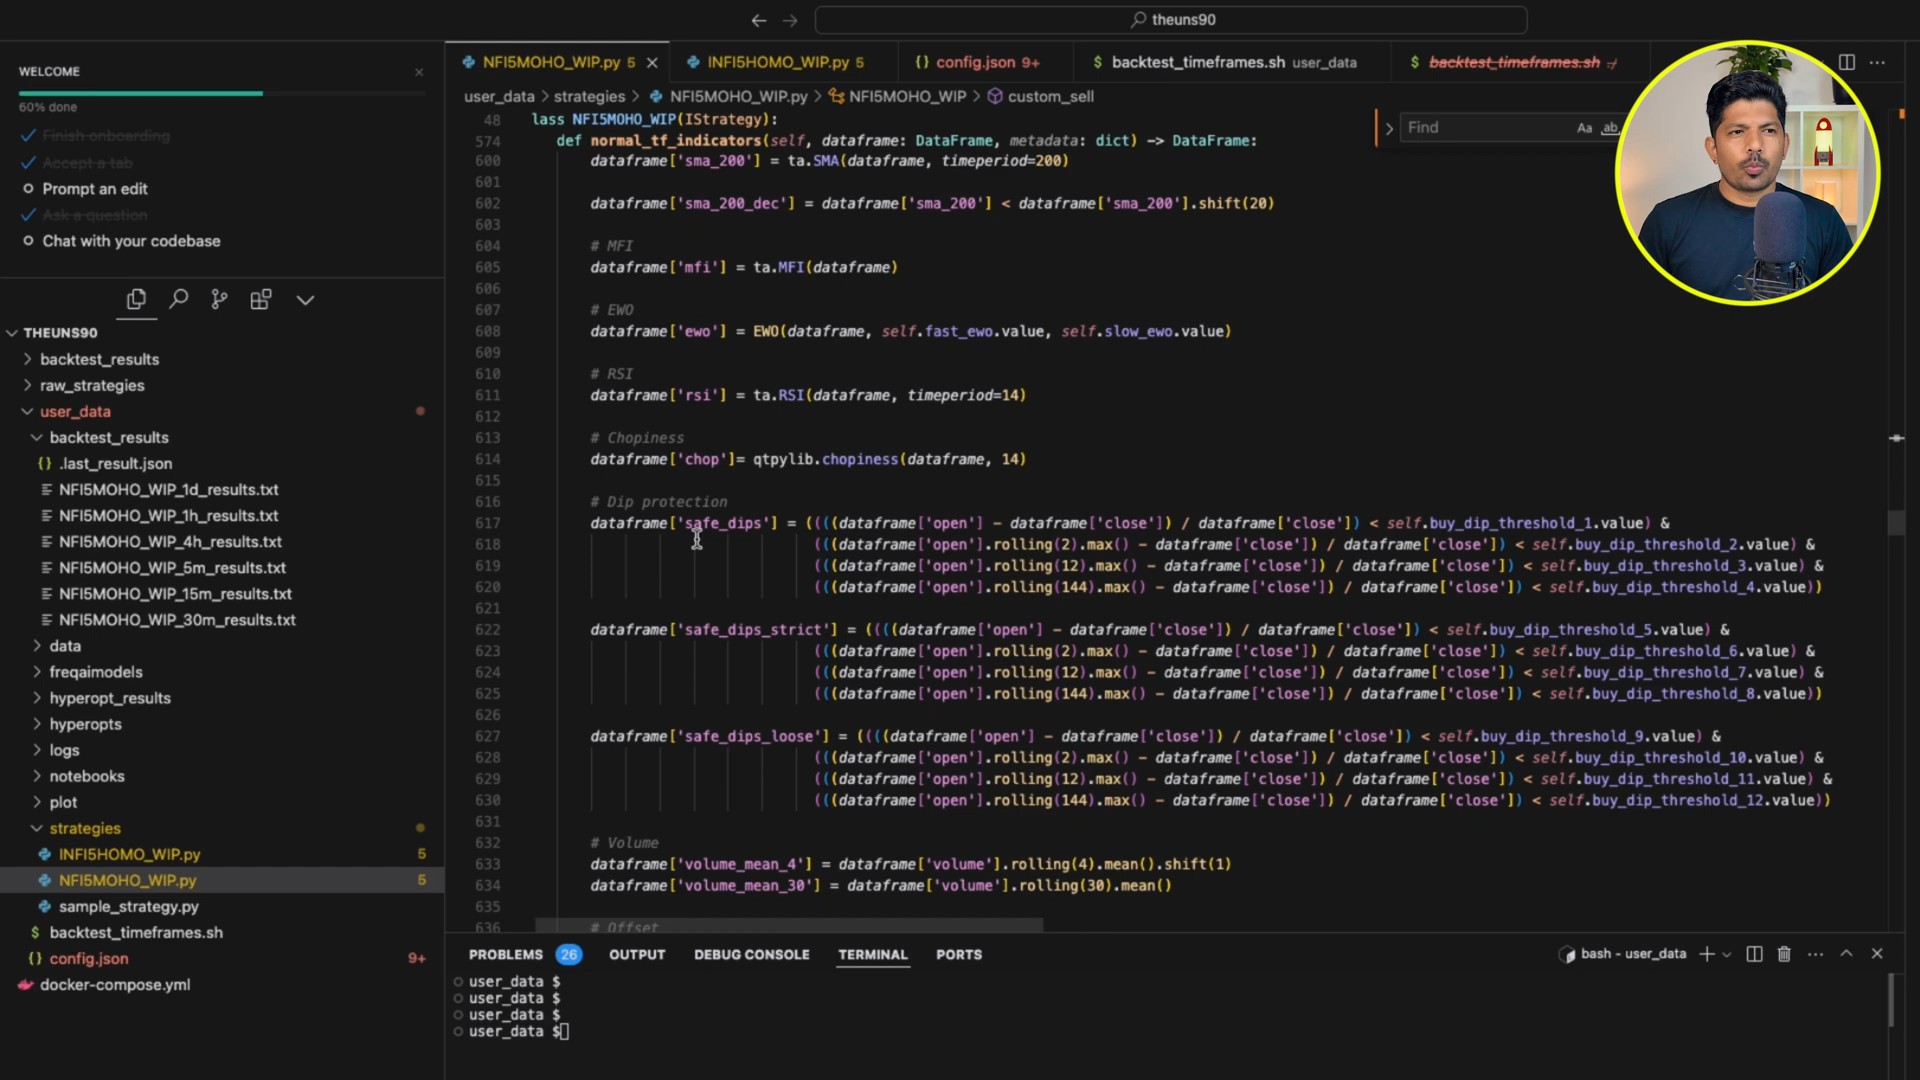 theuns90
WELCOME
60% done
Finish onboarding
Accept a tab
Prompt an edit
Ask a question
Chat with your codebase
THEUNS90
backtest_results
raw_strategies
user_data
backtest_results
.last_result.json
NFI5MOHO_WIP_1d_results.txt
NFI5MOHO_WIP_1h_results.txt
NFI5MOHO_WIP_4h_results.txt
NFI5MOHO_WIP_5m_results.txt
NFI5MOHO_WIP_15m_results.txt
NFI5MOHO_WIP_30m_results.txt
data
freqaimodels
hyperopt_results
hyperopts
logs
notebooks
plot
strategies
INFI5HOMO_WIP.py 5
NFI5MOHO_WIP.py 5
sample_strategy.py
$ backtest_timeframes.sh
{} config.json 9+
docker-compose.yml
NFI5MOHO_WIP.py 5 INFI5HOMO_WIP.py 5 {} config.json 9+ $ backtest_timeframes.sh user_data $ backtest_timeframes.sh ./
user_data > strategies > NFI5MOHO_WIP.py > NFI5MOHO_WIP > custom_sell
Find Aa ab
48 lass NFI5MOHO_WIP(IStrategy):
574 def normal_tf_indicators(self, dataframe: DataFrame, metadata: dict) -> DataFrame:
600 dataframe['sma_200'] = ta.SMA(dataframe, timeperiod=200)
601
602 dataframe['sma_200_dec'] = dataframe['sma_200'] < dataframe['sma_200'].shift(20)
603
604 # MFI
605 dataframe['mfi'] = ta.MFI(dataframe)
606
607 # EWO
608 dataframe['ewo'] = EWO(dataframe, self.fast_ewo.value, self.slow_ewo.value)
609
610 # RSI
611 dataframe['rsi'] = ta.RSI(dataframe, timeperiod=14)
612
613 # Chopiness
614 dataframe['chop']= qtpylib.chopiness(dataframe, 14)
615
616 # Dip protection
617 dataframe['safe_dips'] = ((((dataframe['open'] - dataframe['close']) / dataframe['close']) < self.buy_dip_threshold_1.value) &
618 (((dataframe['open'].rolling(2).max() - dataframe['close']) / dataframe['close']) < self.buy_dip_threshold_2.value) &
619 (((dataframe['open'].rolling(12).max() - dataframe['close']) / dataframe['close']) < self.buy_dip_threshold_3.value) &
620 (((dataframe['open'].rolling(144).max() - dataframe['close']) / dataframe['close']) < self.buy_dip_threshold_4.value))
621
622 dataframe['safe_dips_strict'] = ((((dataframe['open'] - dataframe['close']) / dataframe['close']) < self.buy_dip_threshold_5.value) &
623 (((dataframe['open'].rolling(2).max() - dataframe['close']) / dataframe['close']) < self.buy_dip_threshold_6.value) &
624 (((dataframe['open'].rolling(12).max() - dataframe['close']) / dataframe['close']) < self.buy_dip_threshold_7.value) &
625 (((dataframe['open'].rolling(144).max() - dataframe['close']) / dataframe['close']) < self.buy_dip_threshold_8.value))
626
627 dataframe['safe_dips_loose'] = ((((dataframe['open'] - dataframe['close']) / dataframe['close']) < self.buy_dip_threshold_9.value) &
628 (((dataframe['open'].rolling(2).max() - dataframe['close']) / dataframe['close']) < self.buy_dip_threshold_10.value) &
629 (((dataframe['open'].rolling(12).max() - dataframe['close']) / dataframe['close']) < self.buy_dip_threshold_11.value) &
630 (((dataframe['open'].rolling(144).max() - dataframe['close']) / dataframe['close']) < self.buy_dip_threshold_12.value))
631
632 # Volume
633 dataframe['volume_mean_4'] = dataframe['volume'].rolling(4).mean().shift(1)
634 dataframe['volume_mean_30'] = dataframe['volume'].rolling(30).mean()
635
636 # Offset
PROBLEMS 26 OUTPUT DEBUG CONSOLE TERMINAL PORTS bash - user_data
user_data $
user_data $
user_data $
user_data $